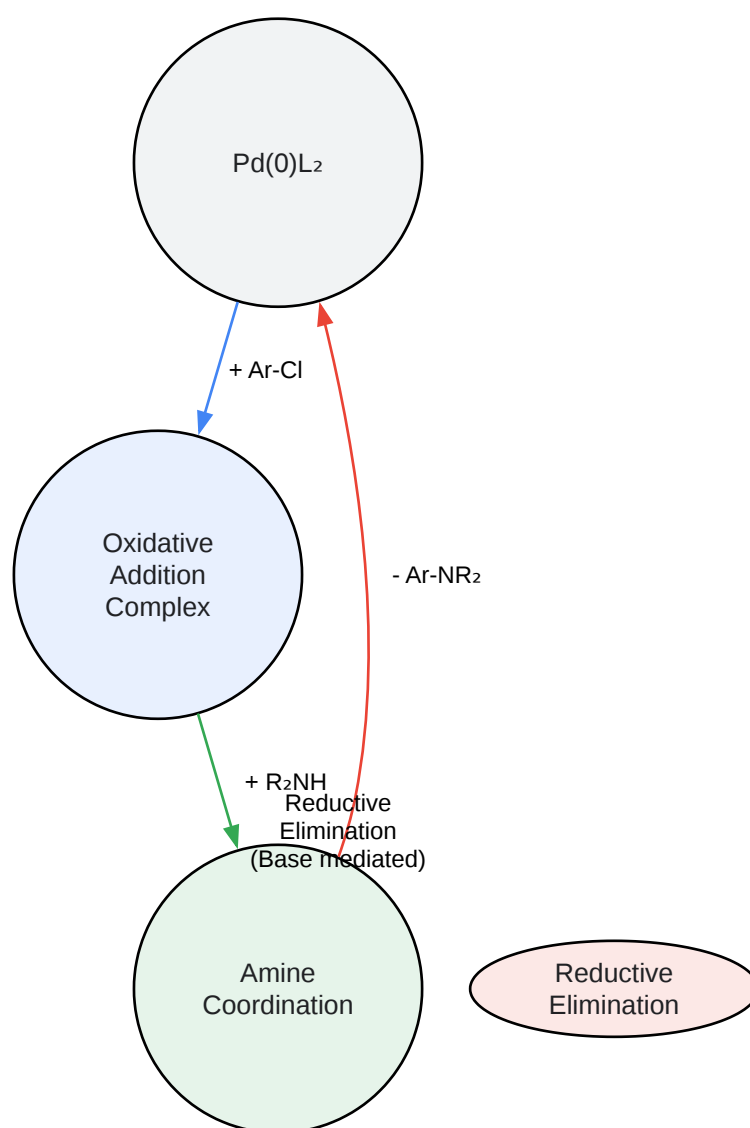 Pd(0)L₂
+ Ar-Cl
Oxidative
Addition
Complex
- Ar-NR₂
+ R₂NH
Reductive
Elimination
(Base mediated)
Amine
Coordination
Reductive
Elimination